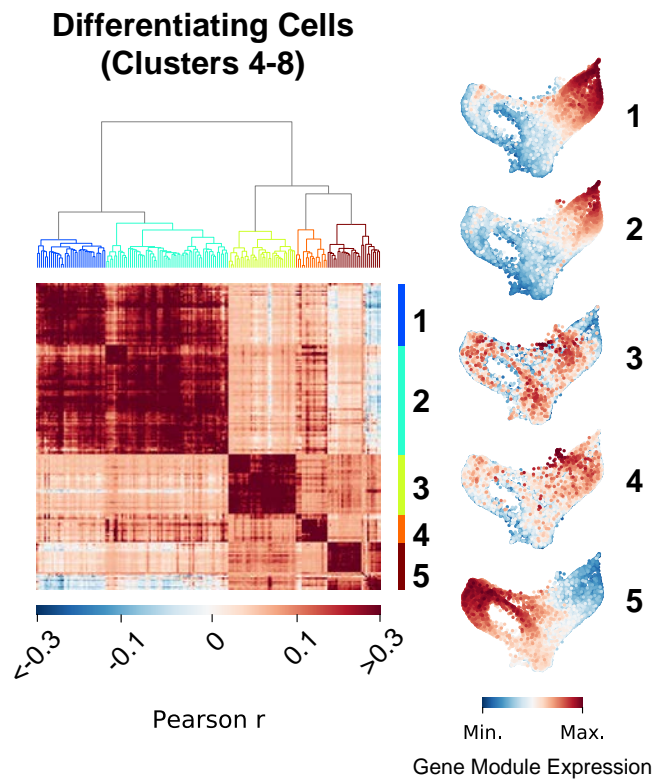 Differentiating Cells
(Clusters 4-8)
1
2
3
4
5
1
2
3
4
5
<-0.3
-0.1
0
0.1
>0.3
Pearson r
Min.
Max.
Gene Module Expression